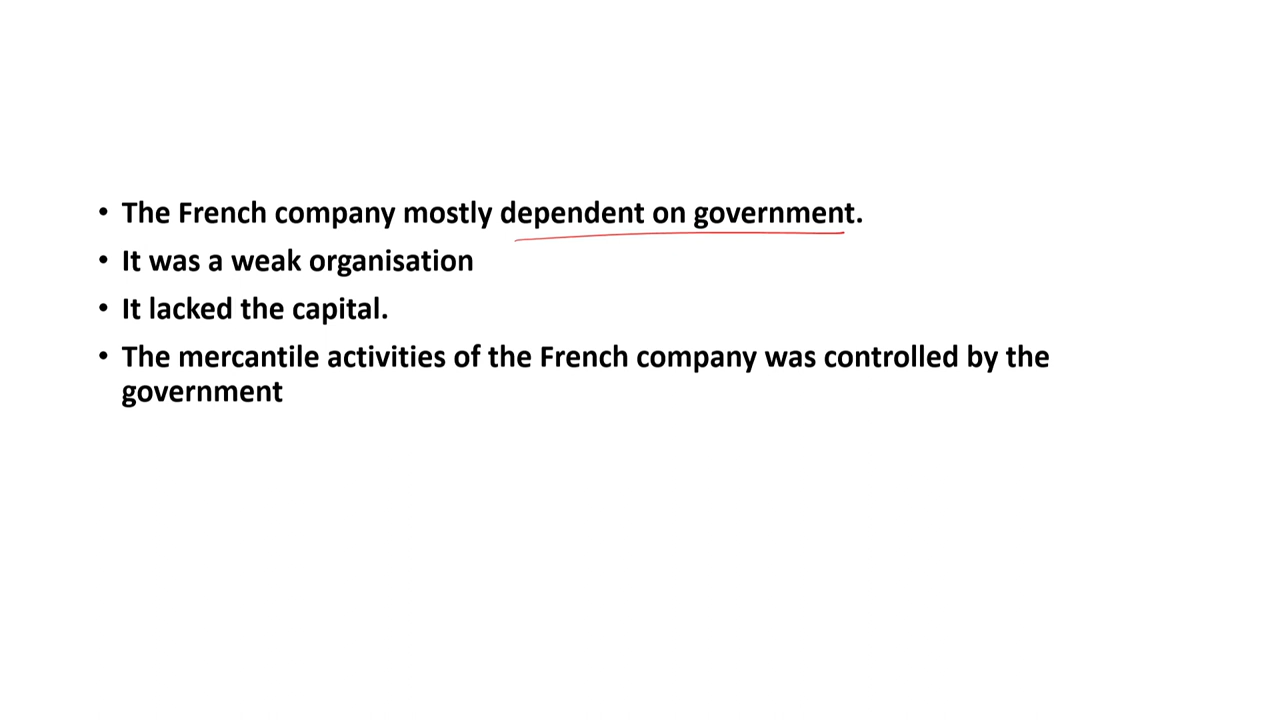 • The French company mostly dependent on government.
• It was a weak organisation
• It lacked the capital.
• The mercantile activities of the French company was controlled by the
government